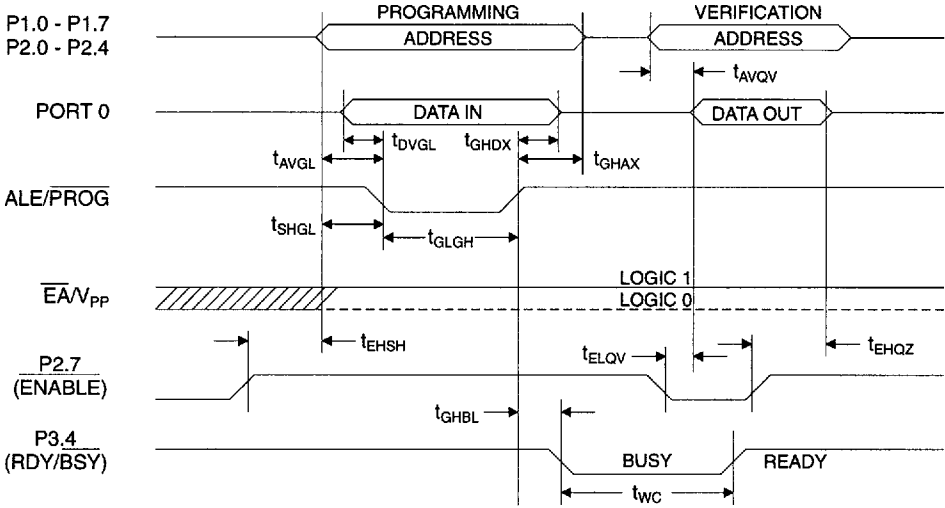 PROGRAMMING VERIFICATION
P1.0 - P1.7
P2.0 - P2.4
ADDRESS ADDRESS
tAVQV
PORT 0 DATA IN DATA OUT
tDVGL tGHDX
tAVGL tGHAX
ALE/PROG
tSHGL
tGLGH
EA/VPP LOGIC 1
LOGIC 0
tEHSH tELQV tEHQZ
P2.7
(ENABLE)
tGHBL
P3.4
(RDY/BSY) BUSY READY
tWC